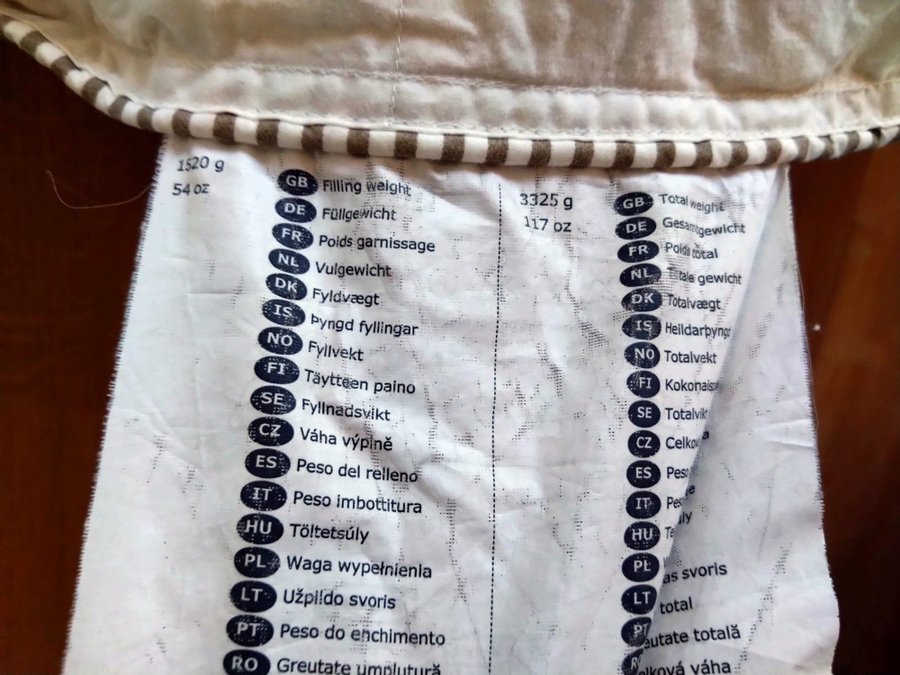 1520 g
54 oz
GB Filling weight
DE Füllgewicht
FR Poids garnissage
NL Vulgewicht
DK Fyldvægt
IS Þyngd fyllingar
NO Fyllvekt
FI Täytteen paino
SE Fyllnadsvikt
CZ Váha výplně
ES Peso del relleno
IT Peso imbottitura
HU Töltetsúly
PL Waga wypełnienia
LT Užpildo svoris
PT Peso do enchimento
RO Greutate umplutură
3325 g
117 oz
GB Total weight
DE Gesamtgewicht
FR Poids total
NL Totale gewicht
DK Totalvægt
IS Heildarþyngd
NO Totalvekt
FI
SE Totalvikt
CZ
ES Peso
IT
HU
PL
LT
svoris
PT
total
totală
váha